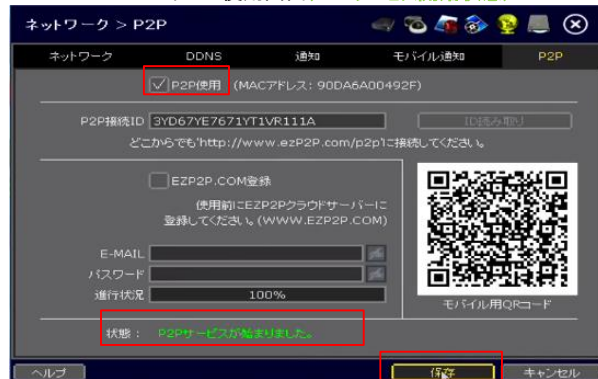 ネットワーク > P2P
ネットワーク DDNS 通知 モバイル通知 P2P
P2P使用 (MACアドレス: 90DA6A00492F)
P2P接続ID 3YD67YE7671YT1VR111A ID読み取り
どこからでも'http://www.ezP2P.com/p2p'に接続してください。
EZP2P.COM登録
使用前にEZP2Pクラウドサーバーに
登録してください。(WWW.EZP2P.COM)
E-MAIL
パスワード
進行状況 100%
モバイル用QRコード
状態 : P2Pサービスが始まりました。
ヘルプ 保存 キャンセル